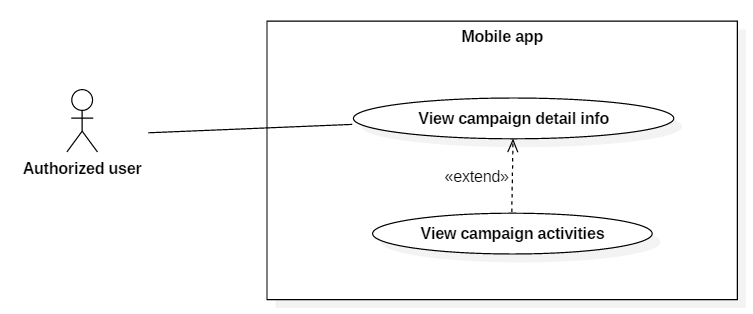 Mobile app
View campaign detail info
Authorized user
«extend»
View campaign activities